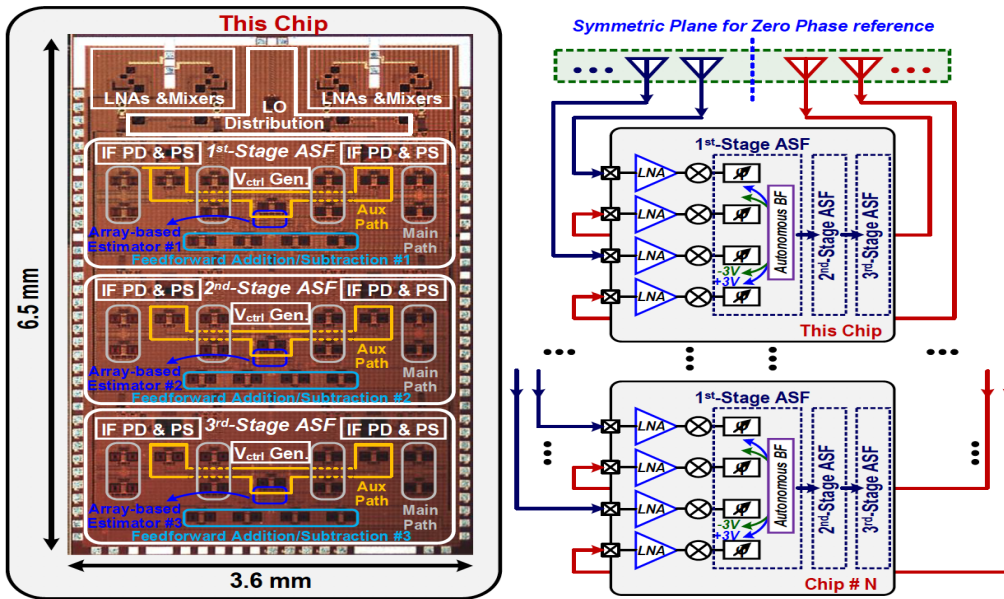 This Chip
LNAs &Mixers
LNAs &Mixers
LO
Distribution
1st-Stage ASF
IF PD & PS
IF PD & PS
Vctrl Gen.
Aux
Path
Array-based
Estimator #1
Main
Path
Feedforward Addition/Subtraction #1
2nd-Stage ASF
IF PD & PS
IF PD & PS
Vctrl Gen.
Aux
Path
Array-based
Estimator #2
Main
Path
Feedforward Addition/Subtraction #2
3rd-Stage ASF
IF PD & PS
IF PD & PS
Vctrl Gen.
Aux
Path
Array-based
Estimator #3
Main
Path
Feedforward Addition/Subtraction #3
6.5 mm
3.6 mm
Symmetric Plane for Zero Phase reference
1st-Stage ASF
LNA
φ
LNA
φ
LNA
φ
LNA
φ
-3V
+3V
Autonomous BF
2nd-Stage ASF
3rd-Stage ASF
This Chip
1st-Stage ASF
LNA
φ
LNA
φ
LNA
φ
LNA
φ
-3V
+3V
Autonomous BF
2nd-Stage ASF
3rd-Stage ASF
Chip # N